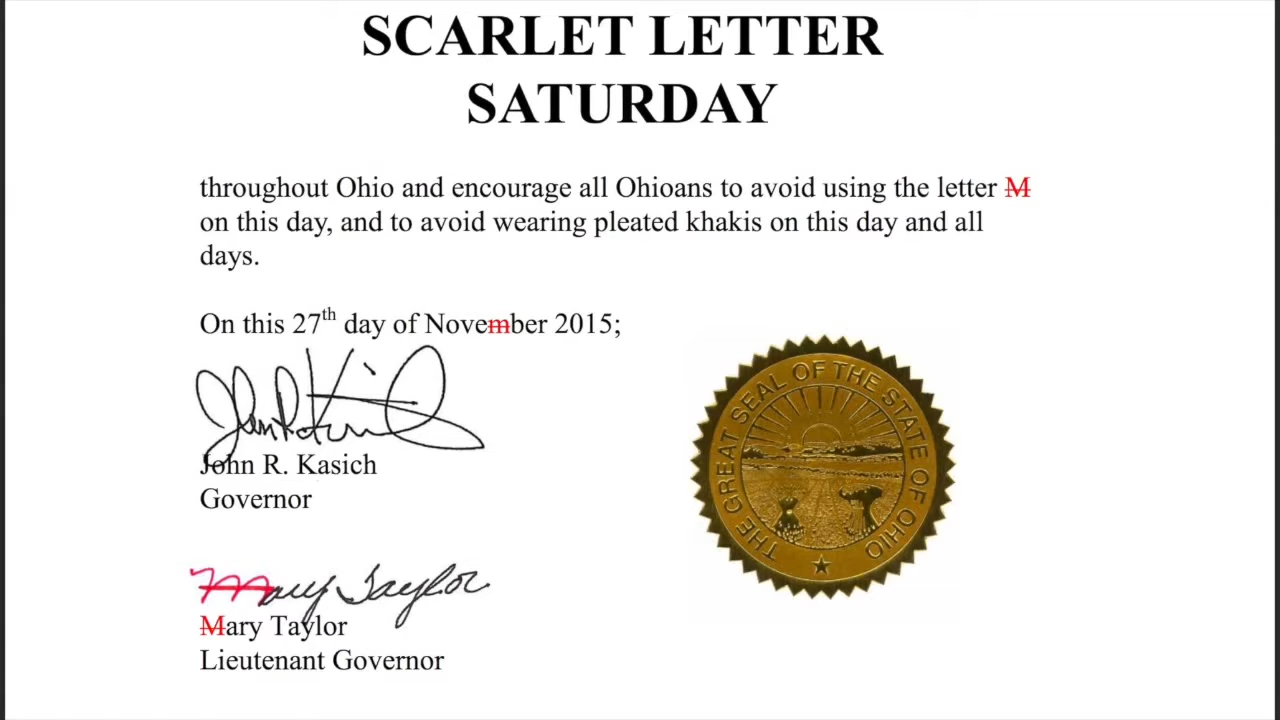 SCARLET LETTER
SATURDAY
throughout Ohio and encourage all Ohioans to avoid using the letter M
on this day, and to avoid wearing pleated khakis on this day and all
days.
On this 27th day of November 2015;
John R. Kasich
John R. Kasich
Governor
THE GREAT SEAL OF THE STATE OF OHIO
Mary Taylor
Mary Taylor
Lieutenant Governor